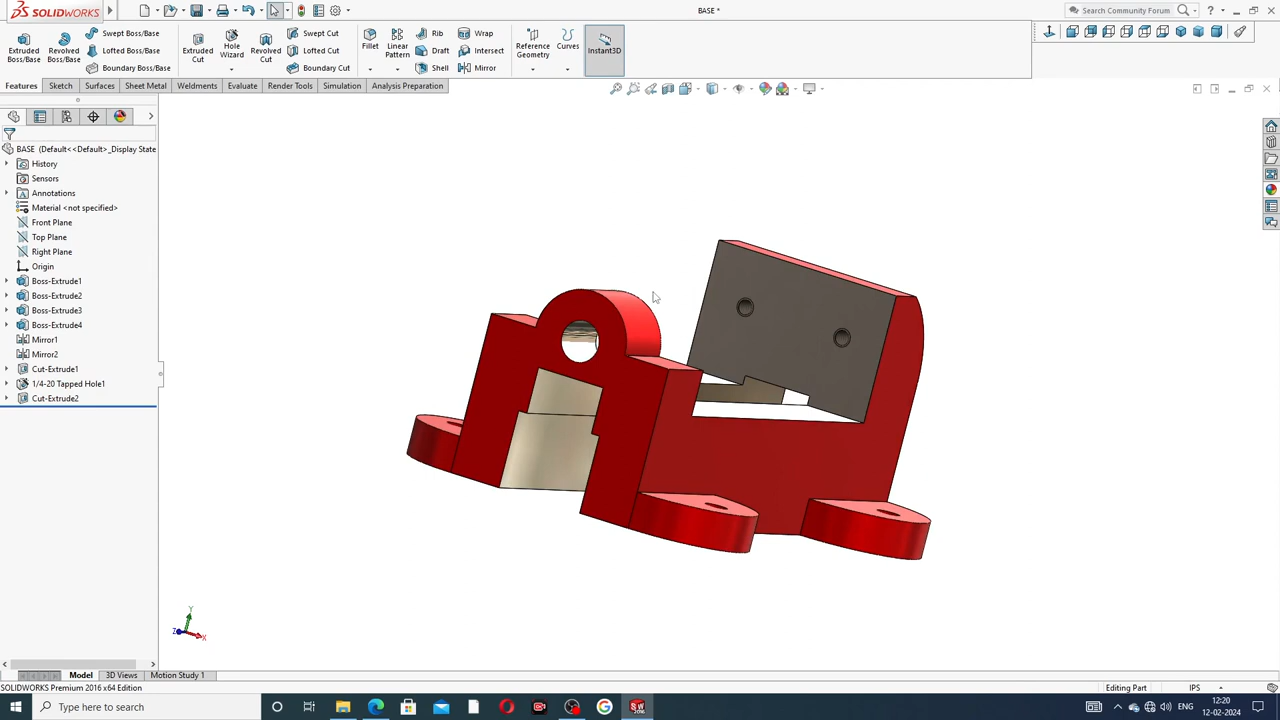 SOLIDWORKS
BASE *
Search Community Forum
Extruded Boss/Base
Revolved Boss/Base
Swept Boss/Base
Lofted Boss/Base
Boundary Boss/Base
Extruded Cut
Hole Wizard
Revolved Cut
Swept Cut
Lofted Cut
Boundary Cut
Fillet
Linear Pattern
Rib
Draft
Shell
Wrap
Intersect
Mirror
Reference Geometry
Curves
Instant3D
Features
Sketch
Surfaces
Sheet Metal
Weldments
Evaluate
Render Tools
Simulation
Analysis Preparation
BASE (Default<<Default>_Display State
History
Sensors
Annotations
Material <not specified>
Front Plane
Top Plane
Right Plane
Origin
Boss-Extrude1
Boss-Extrude2
Boss-Extrude3
Boss-Extrude4
Mirror1
Mirror2
Cut-Extrude1
1/4-20 Tapped Hole1
Cut-Extrude2
Y
Z
X
Model
3D Views
Motion Study 1
SOLIDWORKS Premium 2016 x64 Edition
Editing Part
IPS
Type here to search
ENG
12:20
12-02-2024